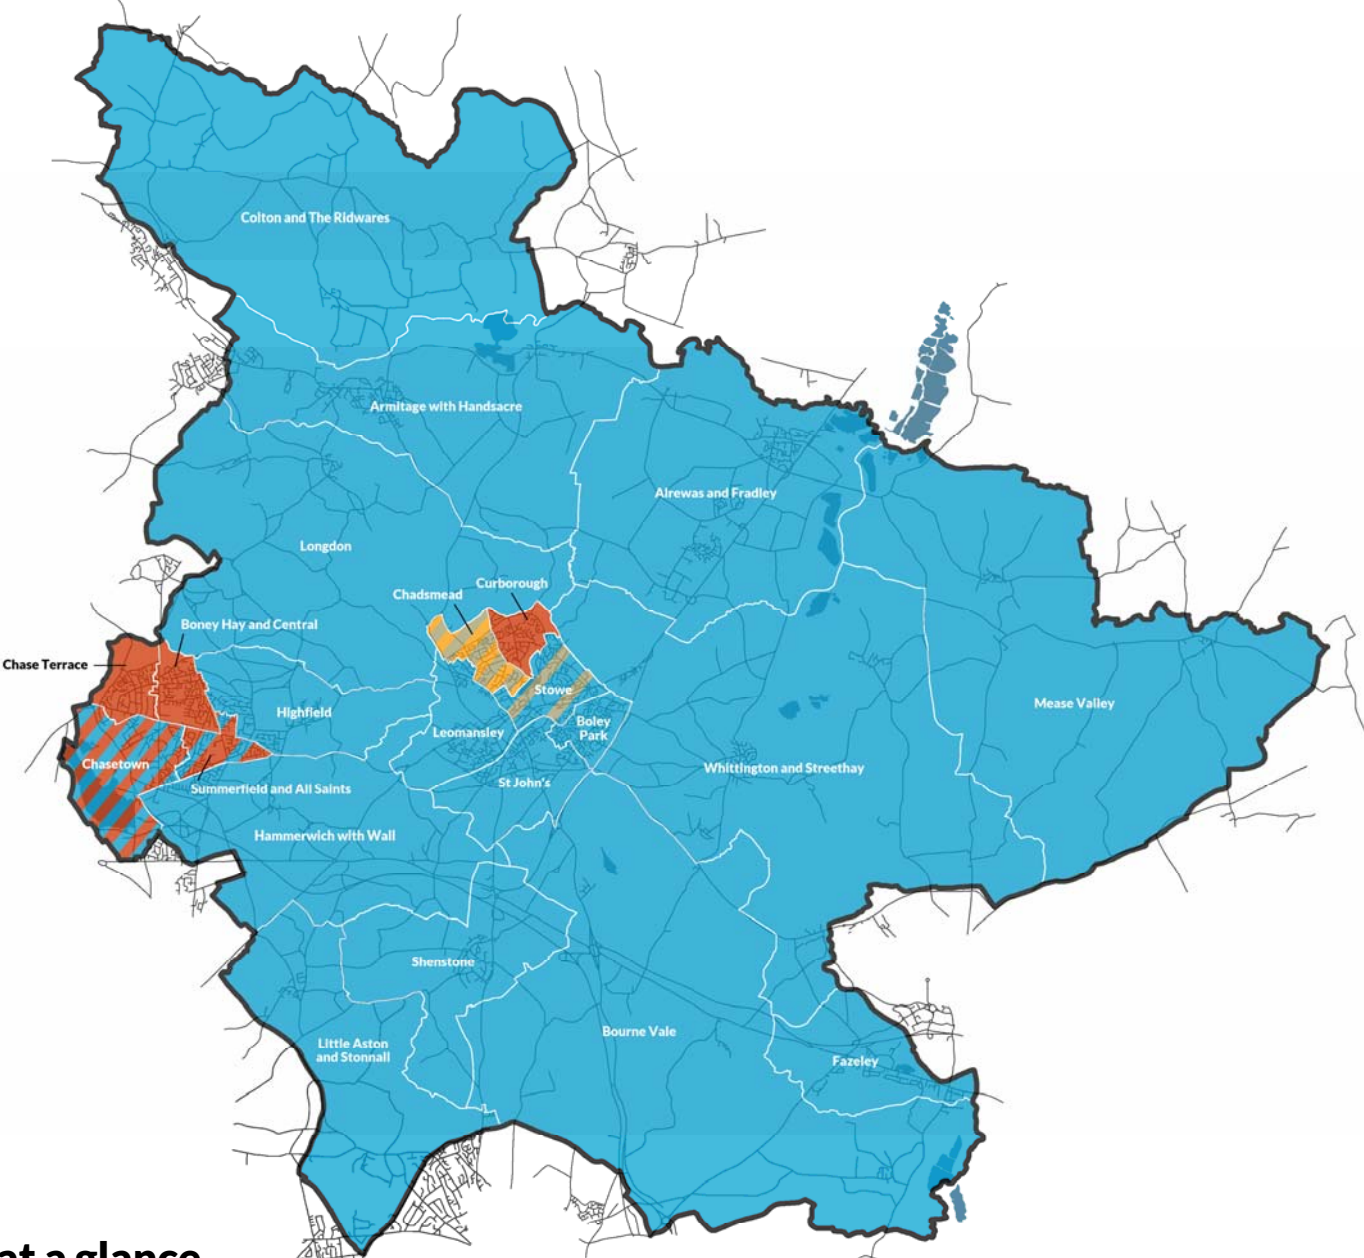 Colton and The Ridwares
Armitage with Handsacre
Alrewas and Fradley
Longdon
Curborough
Chadsmead
Boney Hay and Central
Chase Terrace
Stowe
Mease Valley
Highfield
Boley
Park
Leomansley
Chasetown
Whittington and Streethay
St John's
Summerfield and All Saints
Hammerwich with Wall
Shenstone
Bourne Vale
Little Aston
and Stonnall
Fazeley
at a glance